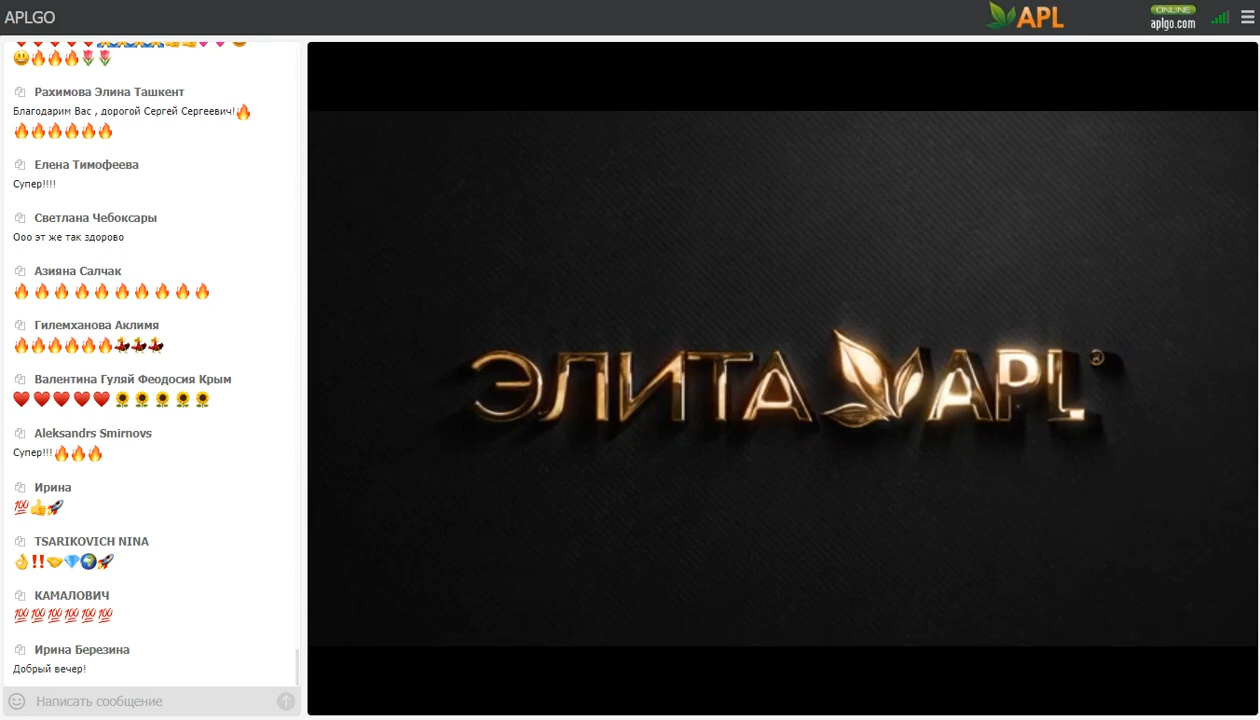 APLGO
APL
ONLINE
aplgo.com
Рахимова Элина Ташкент
Благодарим Вас , дорогой Сергей Сергеевич!
Елена Тимофеева
Супер!!!!
Светлана Чебоксары
Ооо эт же так здорово
Азияна Салчак
Гилемханова Аклимя
Валентина Гуляй Феодосия Крым
Aleksandrs Smirnovs
Супер!!!
Ирина
TSARIKOVICH NINA
КАМАЛОВИЧ
Ирина Березина
Добрый вечер!
Написать сообщение
ЭЛИТА APL®